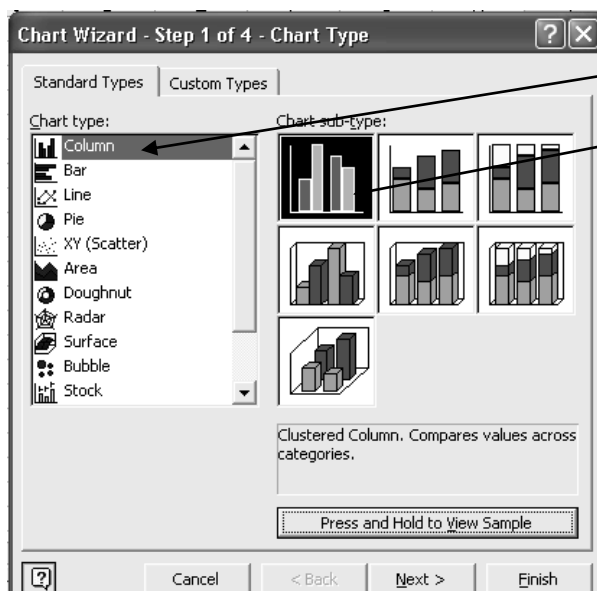 Chart Wizard - Step 1 of 4 - Chart Type
Standard Types
Custom Types
Chart type:
Column
Bar
Line
Pie
XY (Scatter)
Area
Doughnut
Radar
Surface
Bubble
Stock
Chart sub-type:
Clustered Column. Compares values across
categories.
Press and Hold to View Sample
Cancel
< Back
Next >
Finish